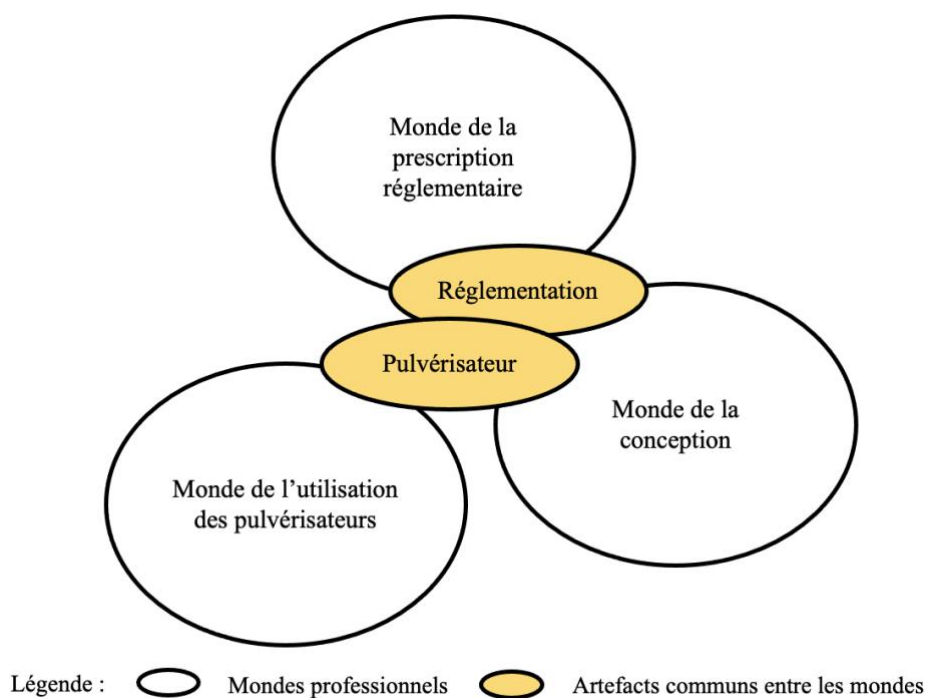 Monde de la
prescription
réglementaire
Réglementation
Pulvérisateur
Monde de la
conception
Monde de l’utilisation
des pulvérisateurs
Légende :
Mondes professionnels
Artefacts communs entre les mondes